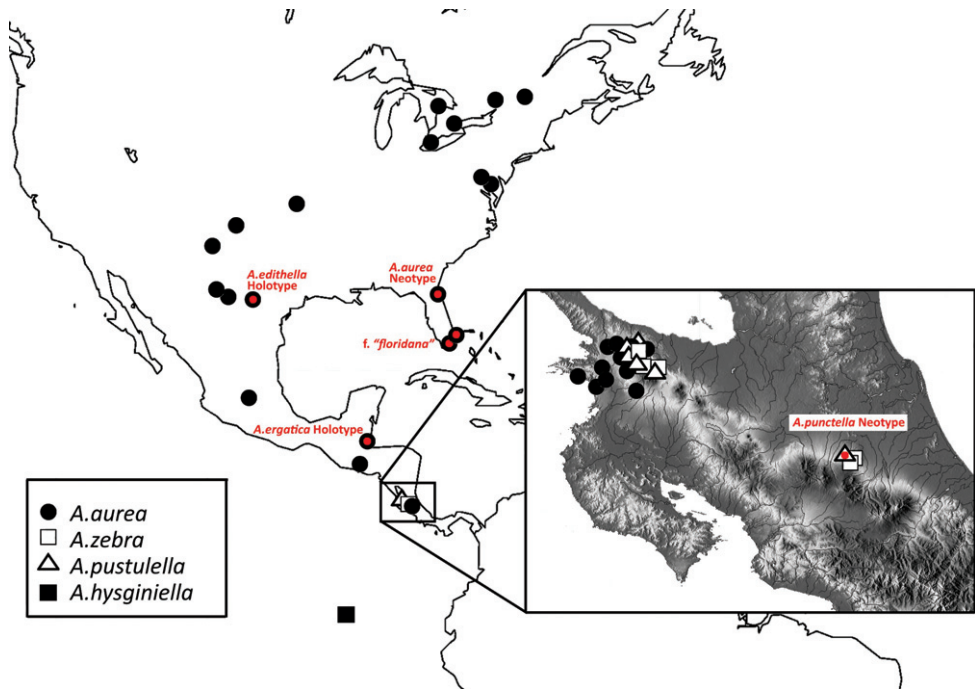 A.edithella
Holotype
A.aurea
Neotype
f. "floridana"
A.ergatica Holotype
A.punctella Neotype
A.aurea
A.zebra
A.pustulella
A.hysginiella